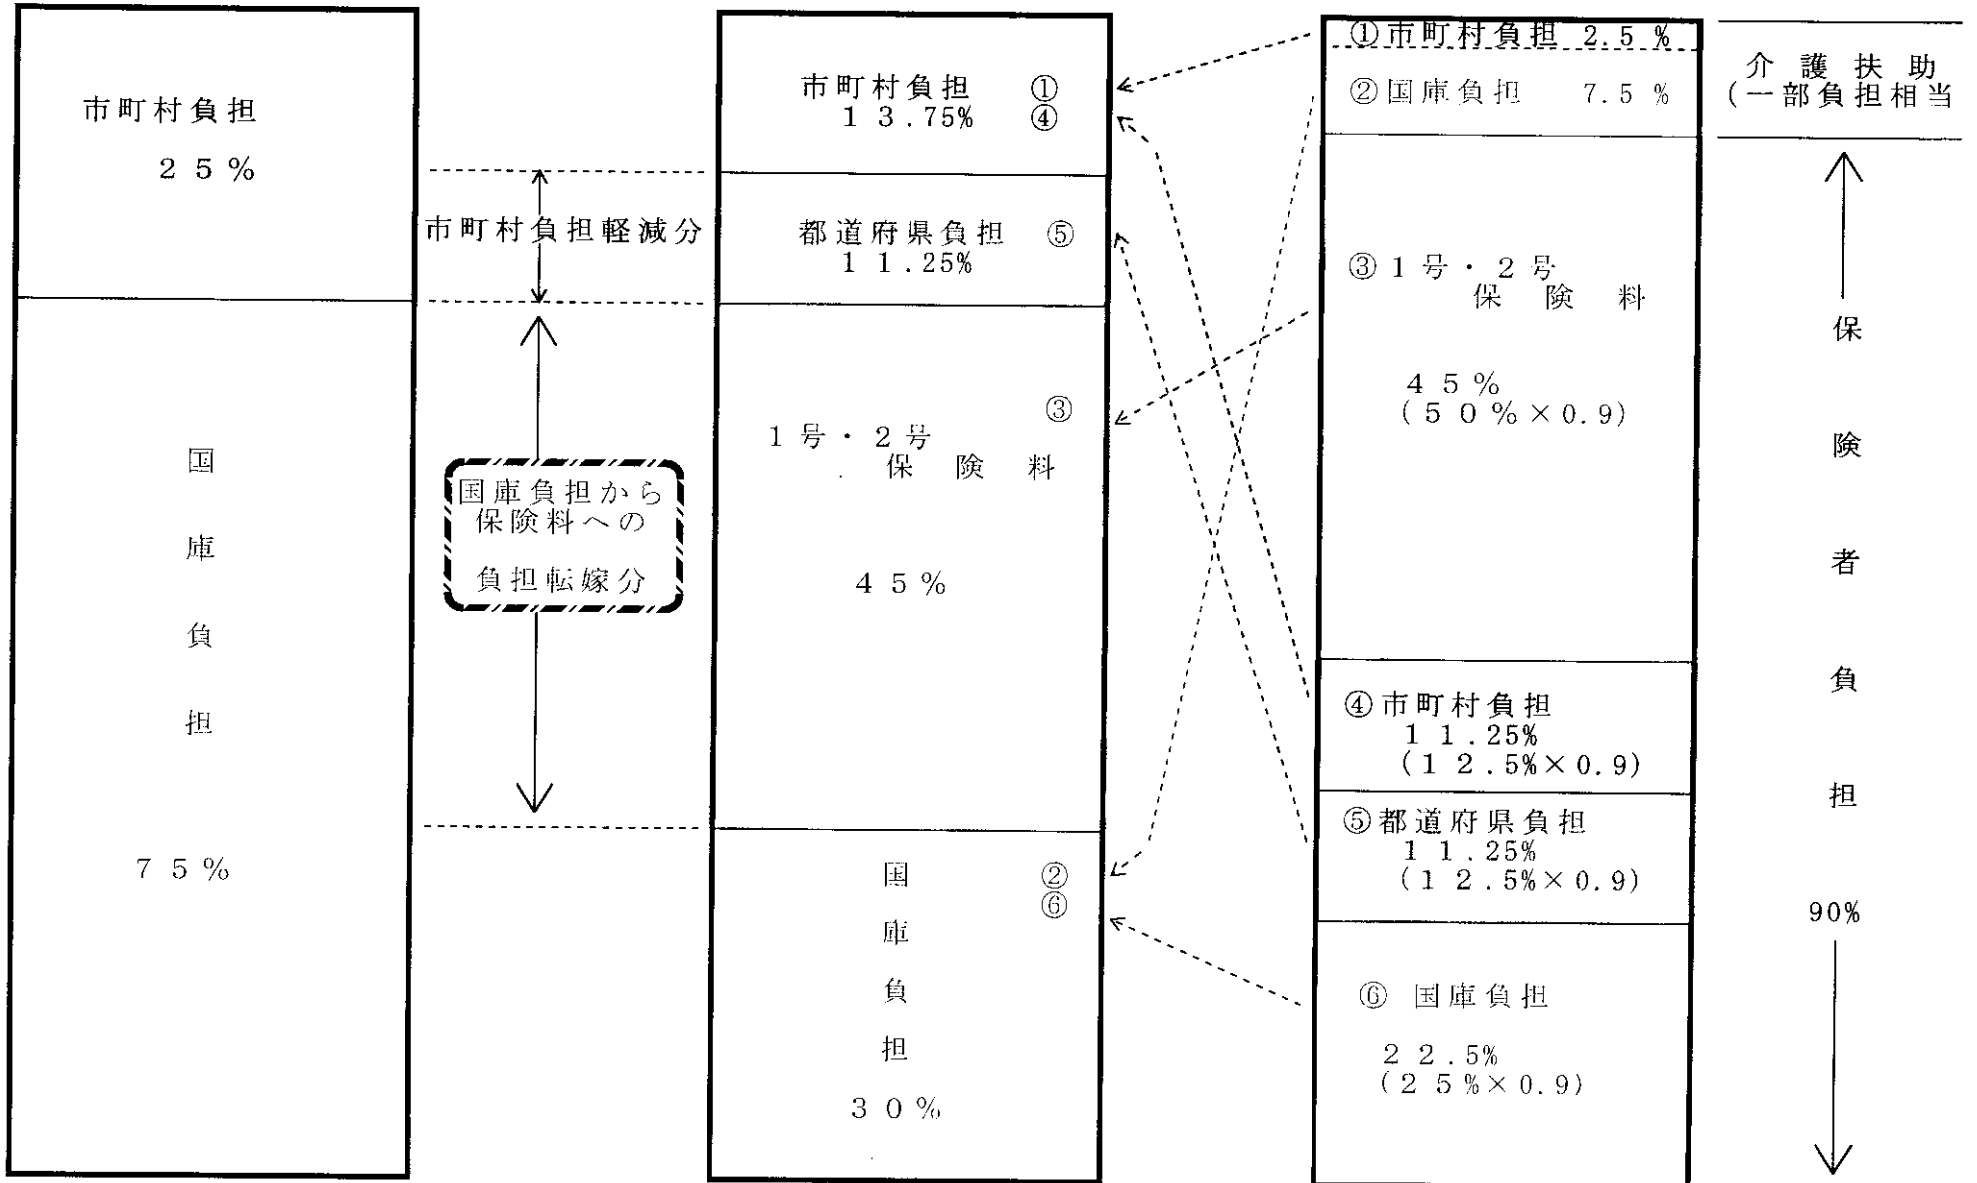 市町村負担
25%
国庫負担
75%
市町村負担軽減分
国庫負担から
保険料への
負担転嫁分
市町村負担 ①
13.75% ④
都道府県負担 ⑤
11.25%
③
1号・2号
保険料
45%
国庫負担 ②
⑥
30%
①市町村負担 2.5%
②国庫負担 7.5%
③1号・2号
保険料
45%
(50%×0.9)
④市町村負担
11.25%
(12.5%×0.9)
⑤都道府県負担
11.25%
(12.5%×0.9)
⑥ 国庫負担
22.5%
(25%×0.9)
介護扶助
(一部負担相当
保険者負担
90%